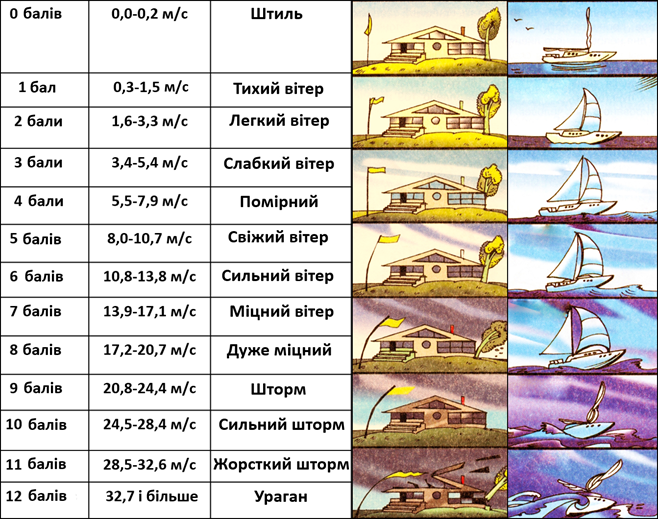 0 балів 0,0-0,2 м/с Штиль
1 бал 0,3-1,5 м/с Тихий вітер
2 бали 1,6-3,3 м/с Легкий вітер
3 бали 3,4-5,4 м/с Слабкий вітер
4 бали 5,5-7,9 м/с Помірний
5 балів 8,0-10,7 м/с Свіжий вітер
6 балів 10,8-13,8 м/с Сильний вітер
7 балів 13,9-17,1 м/с Міцний вітер
8 балів 17,2-20,7 м/с Дуже міцний
9 балів 20,8-24,4 м/с Шторм
10 балів 24,5-28,4 м/с Сильний шторм
11 балів 28,5-32,6 м/с Жорсткий шторм
12 балів 32,7 і більше Ураган